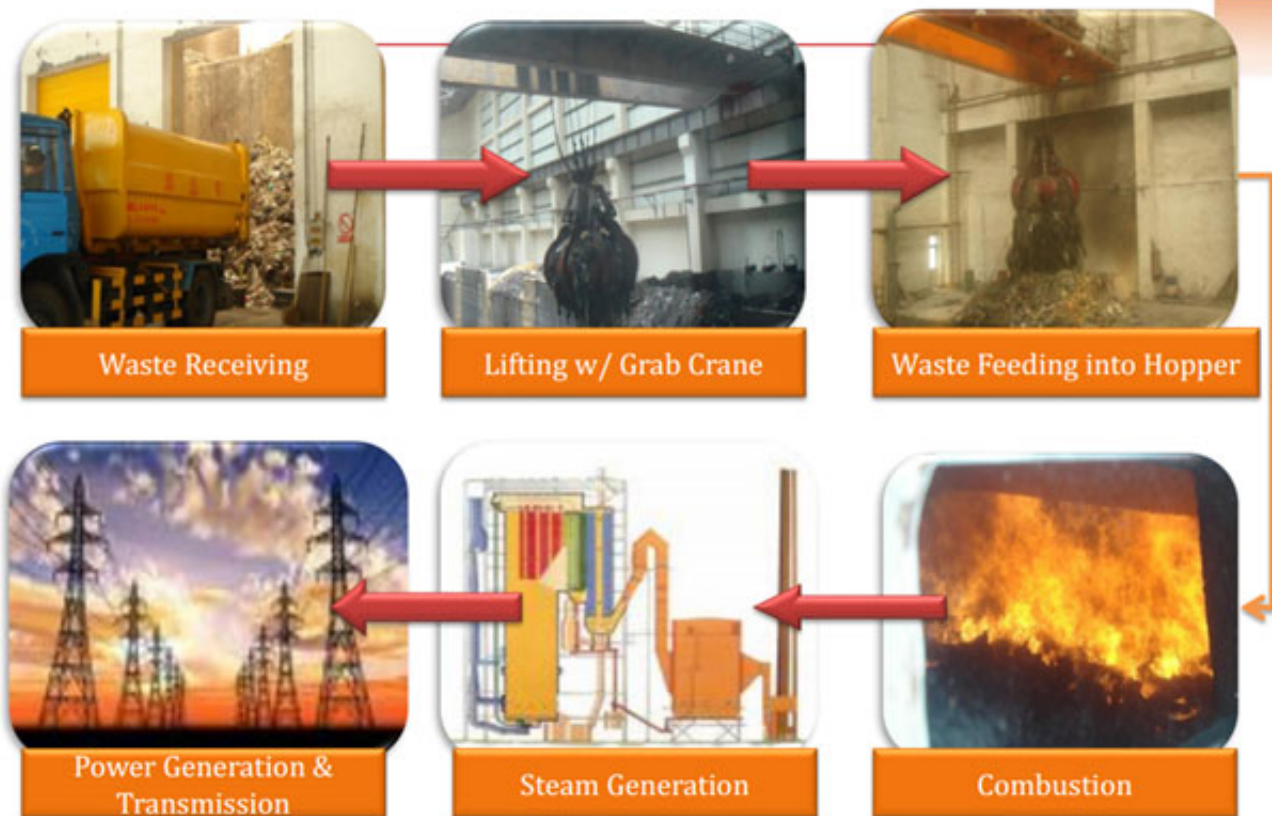 Waste Receiving
Lifting w/ Grab Crane
Waste Feeding into Hopper
Power Generation &
Transmission
Steam Generation
Combustion